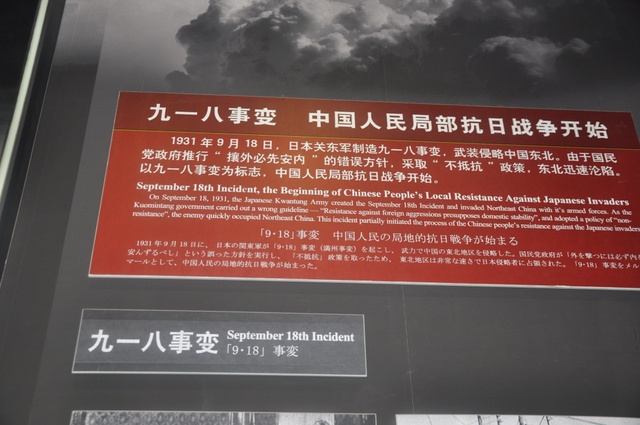 九一八事变 中国人民局部抗日战争开始
1931 年 9 月 18 日，日本关东军制造九一八事变，武装侵略中国东北。由于国民
党政府推行“ 攘外必先安内 ”的错误方针，采取“ 不抵抗 ”政策，东北迅速沦陷。
以九一八事变为标志，中国人民局部抗日战争开始。
September 18th Incident, the Beginning of Chinese People's Local Resistance Against Japanese Invaders
On September 18, 1931, the Japanese Kwantung Army created the September 18th Incident and invaded Northeast China with it's armed forces. As the
Kuomintang government carried out a wrong guideline — "Resistance against foreign aggressions presupposes domestic stability", and adopted a policy of "non-
resistance", the enemy quickly occupied Northeast China. This incident partially initiated the process of the Chinese people's resistance against the Japanese invaders
「9·18」事変 中国人民の局地的抗日戦争が始まる
1931 年 9 月 18 日に、日本の関東軍が「9·18」事変（満州事変）を起こし、武力で中国の東北地区を侵略した。国民党政府が「外を撃つには必ず内を
安んずるべし」という誤った方針を実行し、「不抵抗」政策を取ったため、東北地区は非常な速さで日本侵略者に占領された。「9·18」事変をメル
マールとして、中国人民の局地的抗日戦争が始まった。
九一八事变 September 18th Incident
「9·18」事変